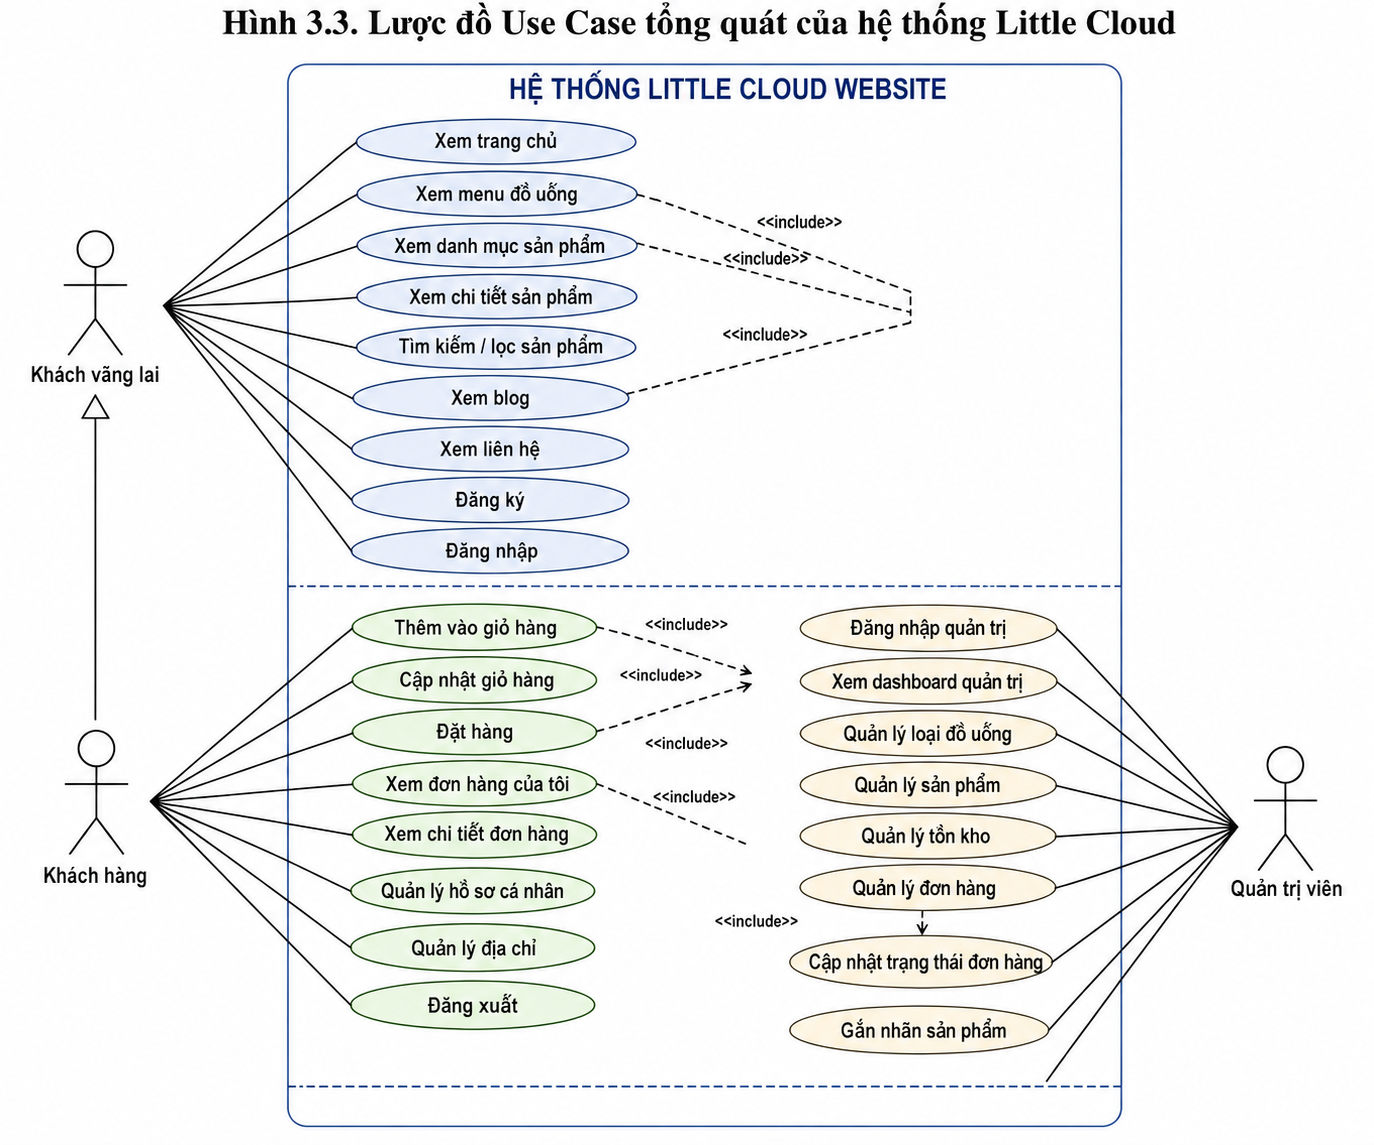 Hình 3.3. Lược đồ Use Case tổng quát của hệ thống Little Cloud
HỆ THỐNG LITTLE CLOUD WEBSITE
Xem trang chủ
Xem menu đồ uống
<<include>>
Xem danh mục sản phẩm
<<include>>
Xem chi tiết sản phẩm
<<include>>
Tìm kiếm / lọc sản phẩm
Khách vãng lai
Xem blog
Xem liên hệ
Đăng ký
Đăng nhập
Thêm vào giỏ hàng
<<include>>
Cập nhật giỏ hàng
<<include>>
Đặt hàng
<<include>>
Xem đơn hàng của tôi
<<include>>
Xem chi tiết đơn hàng
Khách hàng
Quản lý hồ sơ cá nhân
Quản lý địa chỉ
Đăng xuất
Đăng nhập quản trị
Xem dashboard quản trị
Quản lý loại đồ uống
Quản lý sản phẩm
Quản lý tồn kho
Quản lý đơn hàng
<<include>>
Cập nhật trạng thái đơn hàng
Gắn nhãn sản phẩm
Quản trị viên